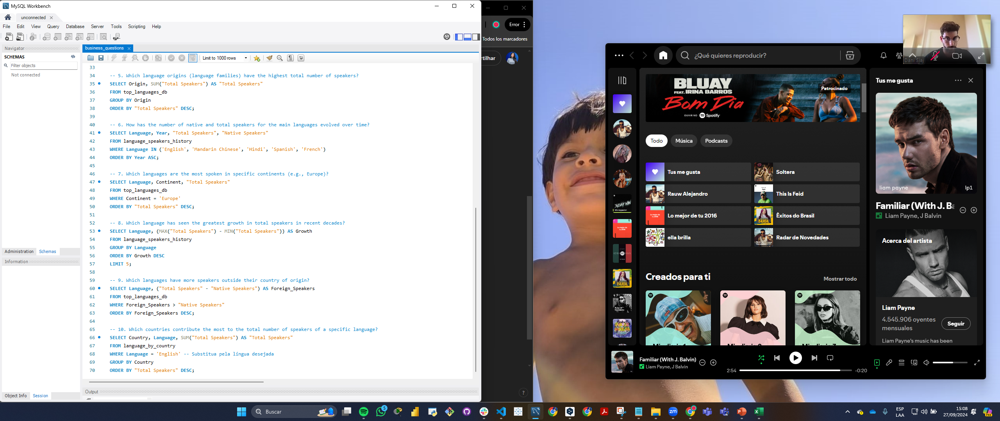 MySQL Workbench
unconnected
File Edit View Query Database Server Tools Scripting Help
Navigator
SCHEMAS
Filter objects
Not connected
Administration Schemas
Information
Object Info Session
business_questions
Limit to 1000 rows
33
34 -- 5. Which language origins (language families) have the highest total number of speakers?
35 SELECT Origin, SUM("Total Speakers") AS "Total Speakers"
36 FROM top_languages_db
37 GROUP BY Origin
38 ORDER BY "Total Speakers" DESC;
39
40 -- 6. How has the number of native and total speakers for the main languages evolved over time?
41 SELECT Language, Year, "Total Speakers", "Native Speakers"
42 FROM language_speakers_history
43 WHERE Language IN ('English', 'Mandarin Chinese', 'Hindi', 'Spanish', 'French')
44 ORDER BY Year ASC;
45
46 -- 7. Which languages are the most spoken in specific continents (e.g., Europe)?
47 SELECT Language, Continent, "Total Speakers"
48 FROM top_languages_db
49 WHERE Continent = 'Europe'
50 ORDER BY "Total Speakers" DESC;
51
52 -- 8. Which language has seen the greatest growth in total speakers in recent decades?
53 SELECT Language, (MAX("Total Speakers") - MIN("Total Speakers")) AS Growth
54 FROM language_speakers_history
55 GROUP BY Language
56 ORDER BY Growth DESC
57 LIMIT 5;
58
59 -- 9. Which languages have more speakers outside their country of origin?
60 SELECT Language, ("Total Speakers" - "Native Speakers") AS Foreign_Speakers
61 FROM top_languages_db
62 WHERE Foreign_Speakers > "Native Speakers"
63 ORDER BY Foreign_Speakers DESC;
64
65 -- 10. Which countries contribute the most to the total number of speakers of a specific language?
66 SELECT Country, Language, SUM("Total Speakers") AS "Total Speakers"
67 FROM language_by_country
68 WHERE Language = 'English' -- Substitua pela língua desejada
69 GROUP BY Country
70 ORDER BY "Total Speakers" DESC;
Output
Error
Todos los marcadores
tilhar
?
¿Qué quieres reproducir?
Dani Siaj
BLUAY
FEAT. IRINA BARROS
Bom Dia
OUVIR NO Spotify
Patrocinado
Todo Música Podcasts
Tus me gusta
Soltera
Rauw Alejandro
This Is Feid
Lo mejor de tu 2016
Êxitos do Brasil
ella brilla
Radar de Novedades
Creados para ti
Mostrar todo
Tus me gusta
liam payne lp1
Familiar (With J. Ba
Liam Payne, J Balvin
Acerca del artista
Liam Payne
4.545.906 oyentes
mensuales
Seguir
Liam Payne's music has been
Familiar (With J. Balvin)
Liam Payne, J Balvin
2:54 -0:20
Buscar
5
ESP
LAA
15:08
27/09/2024